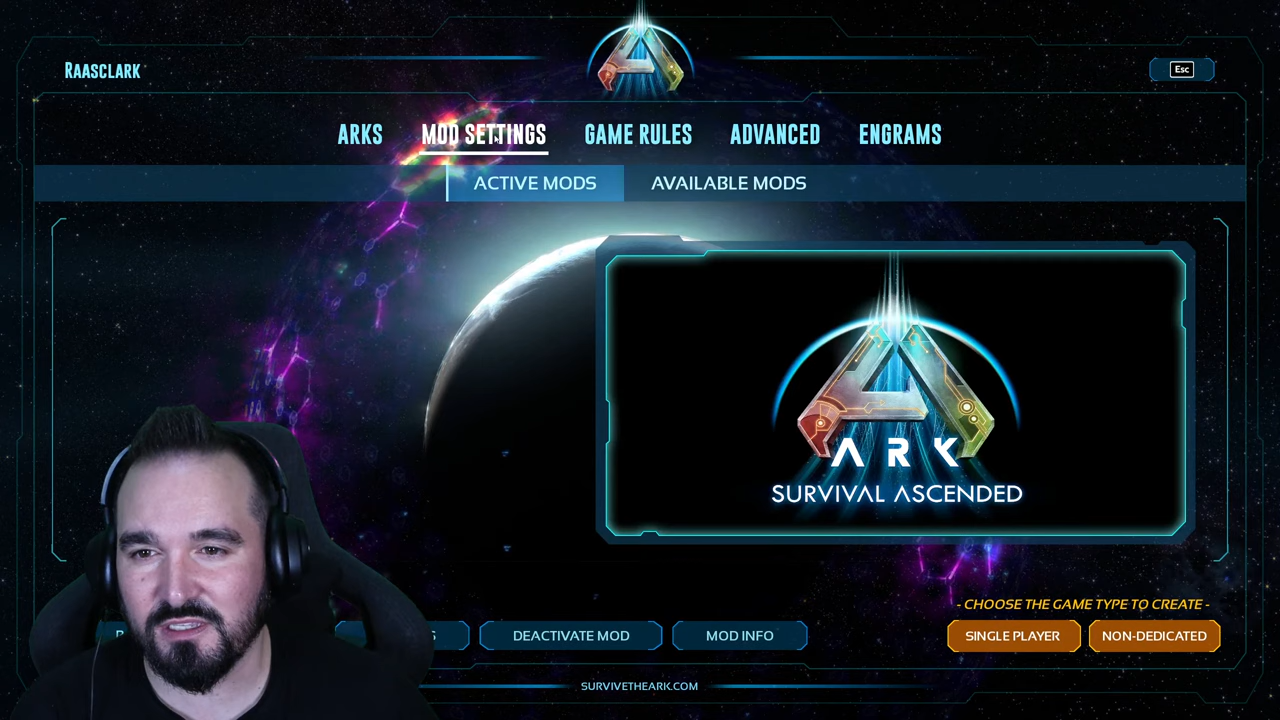 RAASCLARK
Esc
ARKS MOD SETTINGS GAME RULES ADVANCED ENGRAMS
ACTIVE MODS AVAILABLE MODS
ARK
SURVIVAL ASCENDED
- CHOOSE THE GAME TYPE TO CREATE -
DEACTIVATE MOD MOD INFO SINGLE PLAYER NON-DEDICATED
SURVIVETHEARK.COM